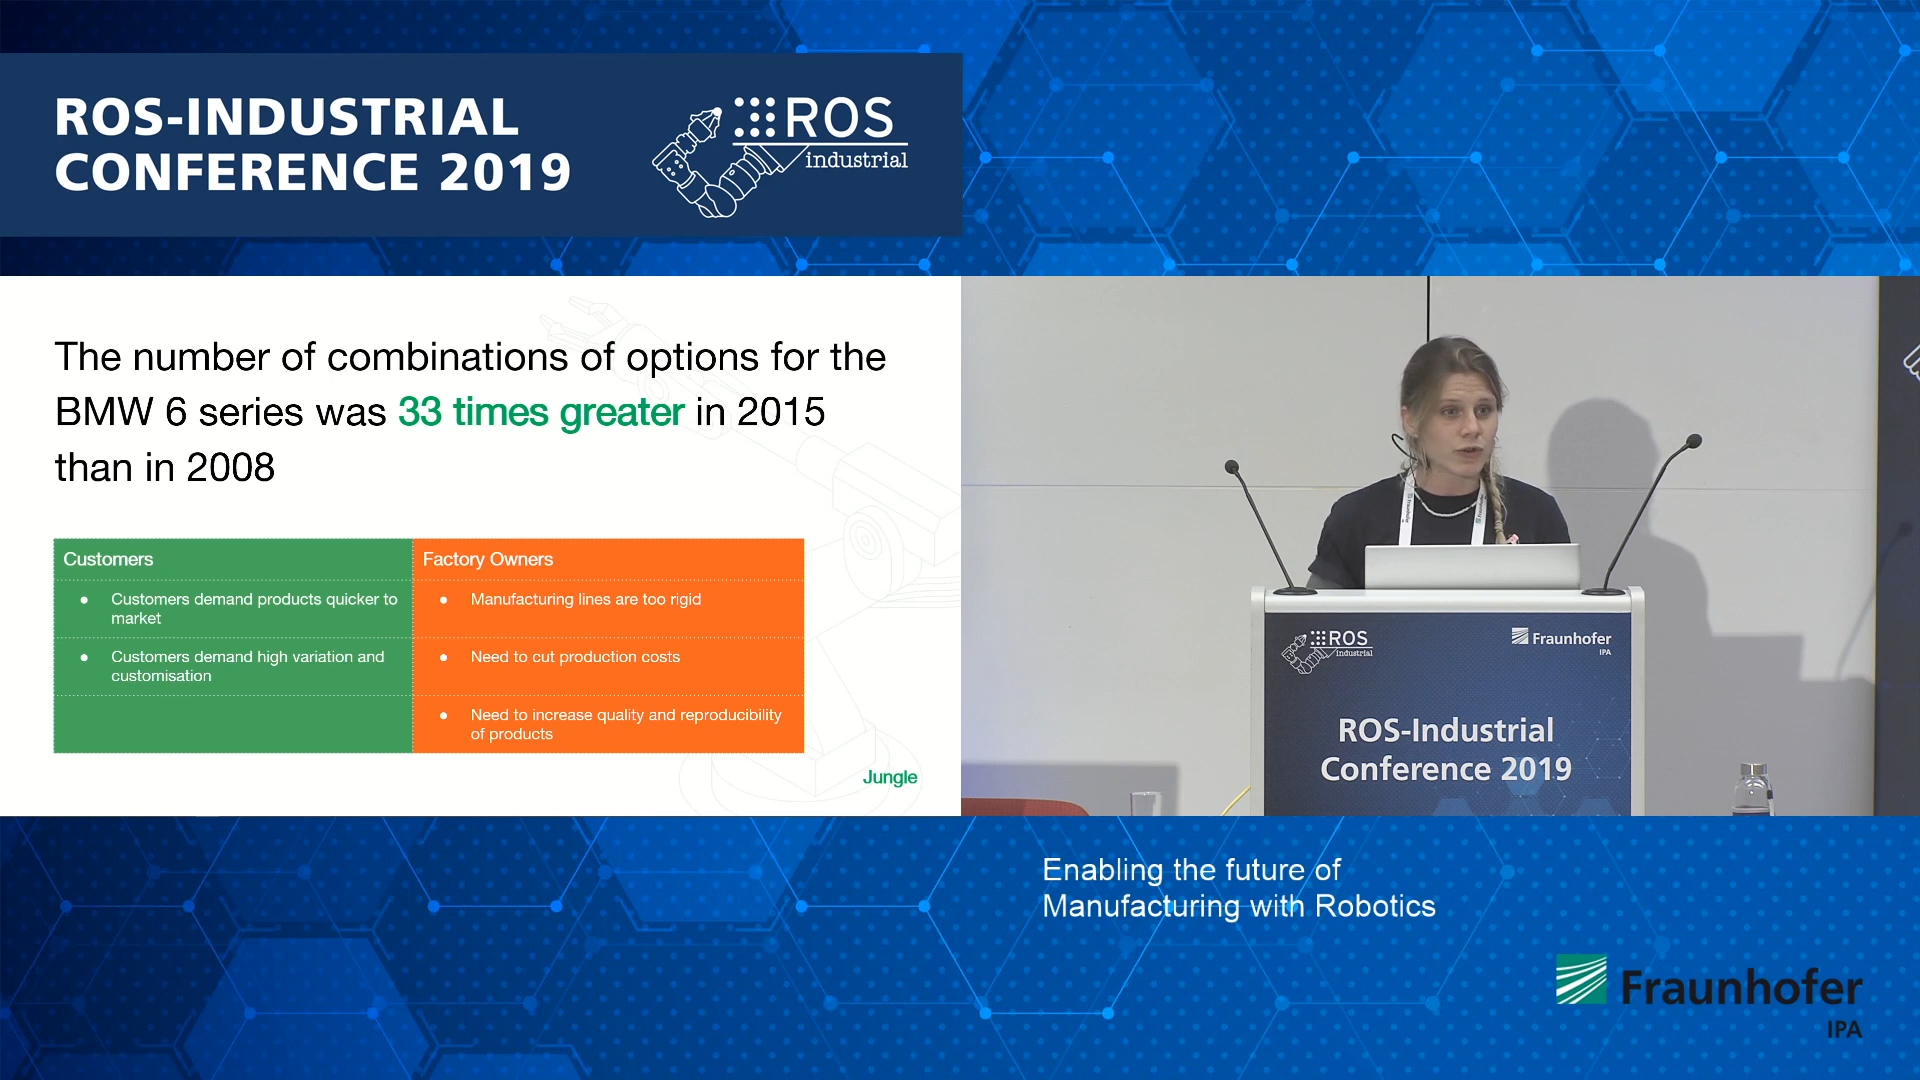 ROS-INDUSTRIAL
CONFERENCE 2019
ROS
industrial
The number of combinations of options for the
BMW 6 series was 33 times greater in 2015
than in 2008
Customers
Factory Owners
Customers demand products quicker to
market
Manufacturing lines are too rigid
Customers demand high variation and
customisation
Need to cut production costs
Need to increase quality and reproducibility
of products
Jungle
ROS
industrial
Fraunhofer
IPA
ROS-Industrial
Conference 2019
Enabling the future of
Manufacturing with Robotics
Fraunhofer
IPA